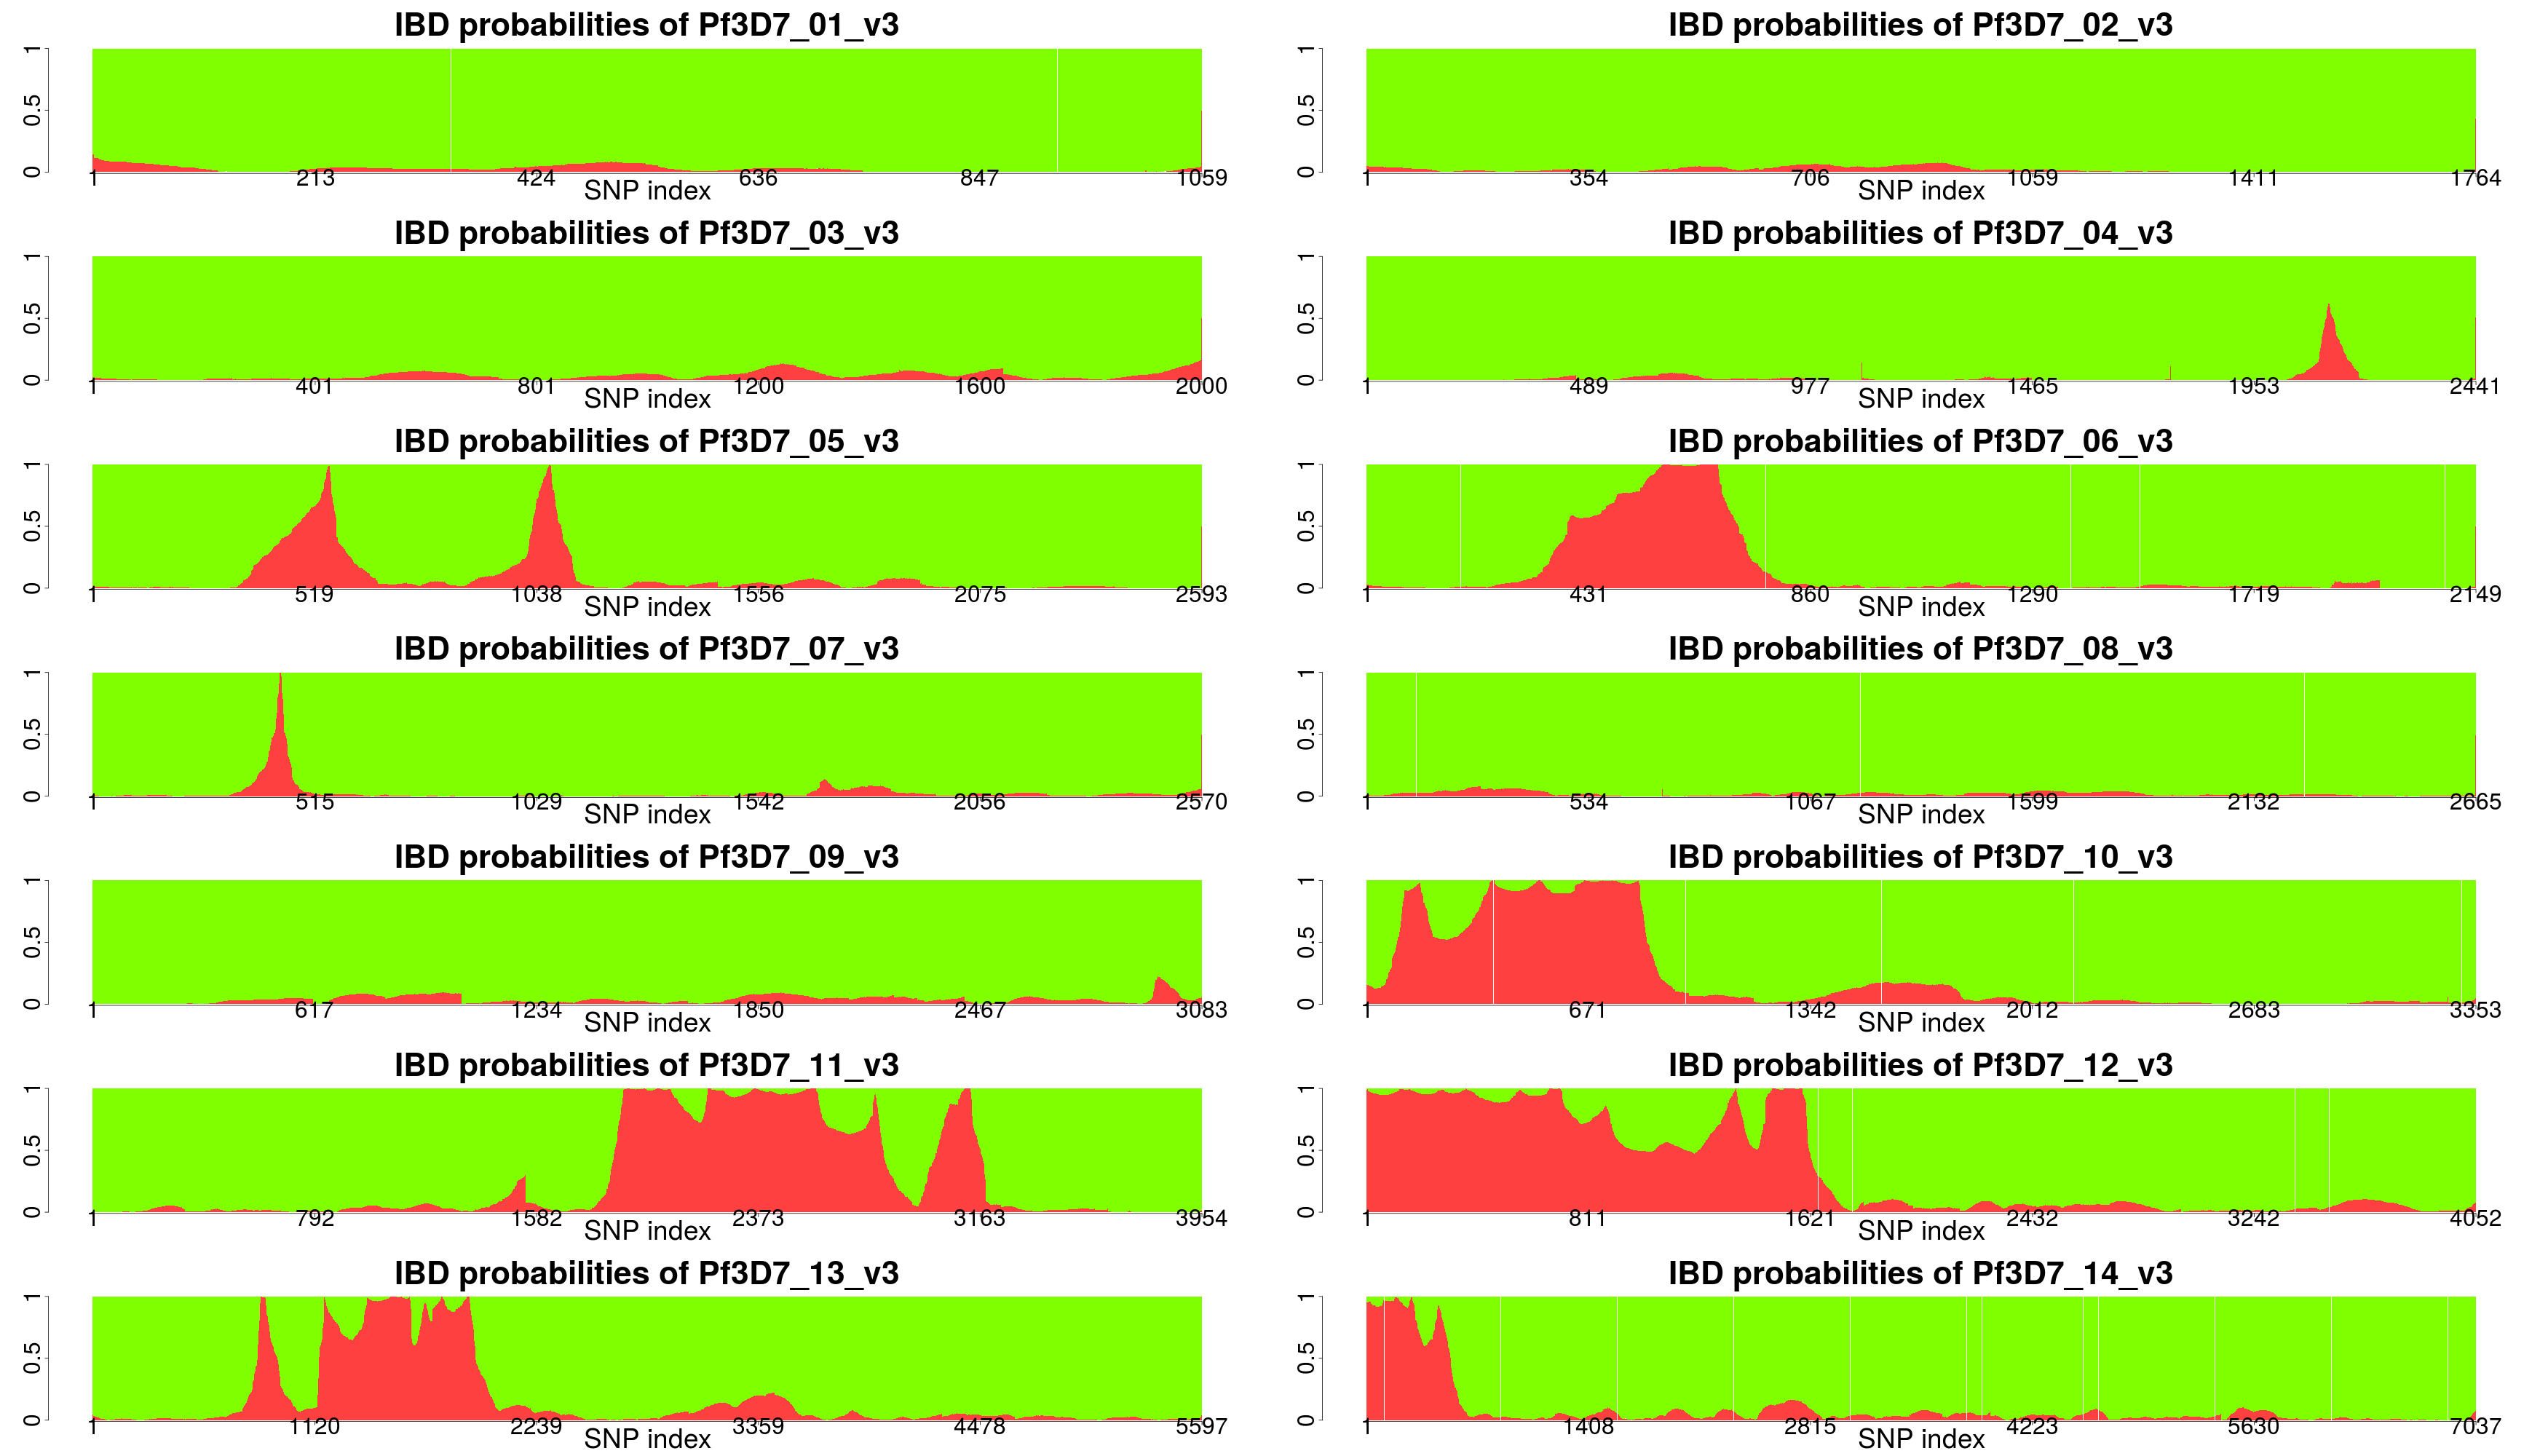 IBD probabilities of Pf3D7_01_v3
0 0.5 1
1 213 424 636 847 1059
SNP index
IBD probabilities of Pf3D7_02_v3
0 0.5 1
1 354 706 1059 1411 1764
SNP index
IBD probabilities of Pf3D7_03_v3
0 0.5 1
1 401 801 1200 1600 2000
SNP index
IBD probabilities of Pf3D7_04_v3
0 0.5 1
1 489 977 1465 1953 2441
SNP index
IBD probabilities of Pf3D7_05_v3
0 0.5 1
1 519 1038 1556 2075 2593
SNP index
IBD probabilities of Pf3D7_06_v3
0 0.5 1
1 431 860 1290 1719 2149
SNP index
IBD probabilities of Pf3D7_07_v3
0 0.5 1
1 515 1029 1542 2056 2570
SNP index
IBD probabilities of Pf3D7_08_v3
0 0.5 1
1 534 1067 1599 2132 2665
SNP index
IBD probabilities of Pf3D7_09_v3
0 0.5 1
1 617 1234 1850 2467 3083
SNP index
IBD probabilities of Pf3D7_10_v3
0 0.5 1
1 671 1342 2012 2683 3353
SNP index
IBD probabilities of Pf3D7_11_v3
0 0.5 1
1 792 1582 2373 3163 3954
SNP index
IBD probabilities of Pf3D7_12_v3
0 0.5 1
1 811 1621 2432 3242 4052
SNP index
IBD probabilities of Pf3D7_13_v3
0 0.5 1
1 1120 2239 3359 4478 5597
SNP index
IBD probabilities of Pf3D7_14_v3
0 0.5 1
1 1408 2815 4223 5630 7037
SNP index